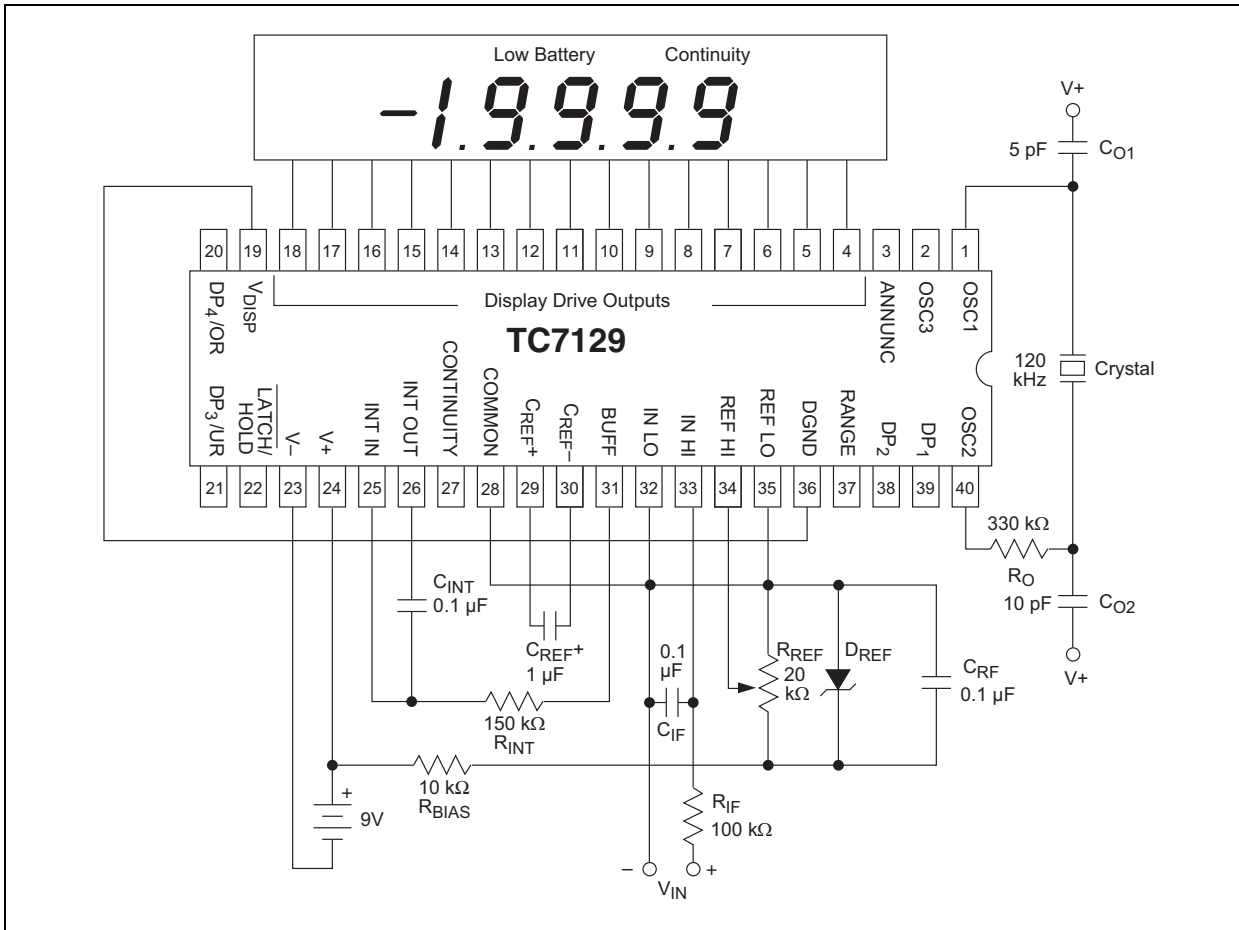 Low Battery Continuity
-1.9.9.9.9
V+
5 pF CO1
20 19 18 17 16 15 14 13 12 11 10 9 8 7 6 5 4 3 2 1
DP4/OR VDISP Display Drive Outputs ANNUNC OSC3 OSC1
TC7129
120 kHz Crystal
DP3/UR LATCH/HOLD V– V+ INT IN INT OUT CONTINUITY COMMON CREF+ CREF– BUFF IN LO IN HI REF HI REF LO DGND RANGE DP2 DP1 OSC2
21 22 23 24 25 26 27 28 29 30 31 32 33 34 35 36 37 38 39 40
330 kΩ
RO
10 pF CO2
V+
CINT
0.1 µF
CREF+
1 µF
0.1
µF
CIF
RREF
20
kΩ
DREF
CRF
0.1 µF
150 kΩ
RINT
10 kΩ
RBIAS
+
9V
RIF
100 kΩ
– VIN +